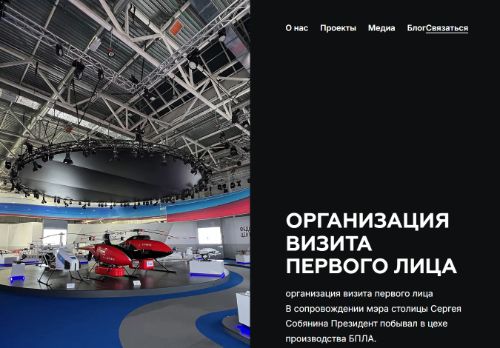 О нас Проекты Медиа Блог Связаться
ОРГАНИЗАЦИЯ
ВИЗИТА
ПЕРВОГО ЛИЦА
организация визита первого лица
В сопровождении мэра столицы Сергея
Собянина Президент побывал в цехе
производства БПЛА.